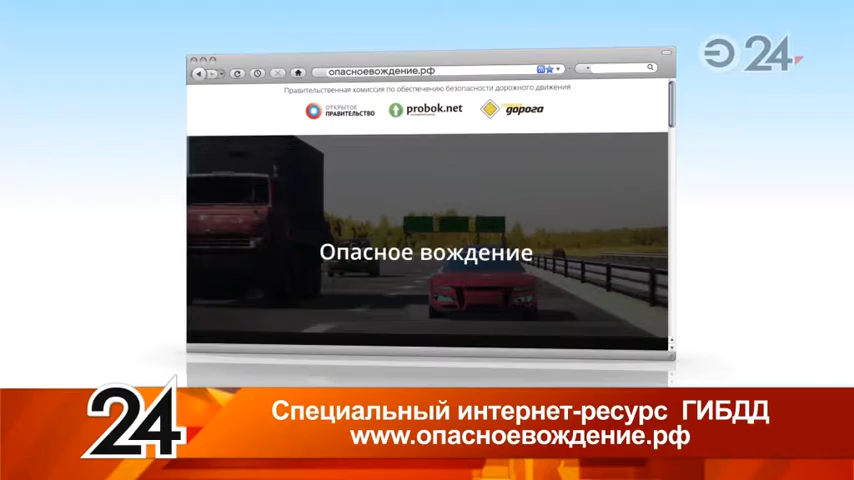 Э 24
опасноевождение.рф
Правительственная комиссия по обеспечению безопасности дорожного движения
ОТКРЫТОЕ
ПРАВИТЕЛЬСТВО
probok.net
дорога
Опасное вождение
24
Специальный интернет-ресурс ГИБДД
www.опасноевождение.рф